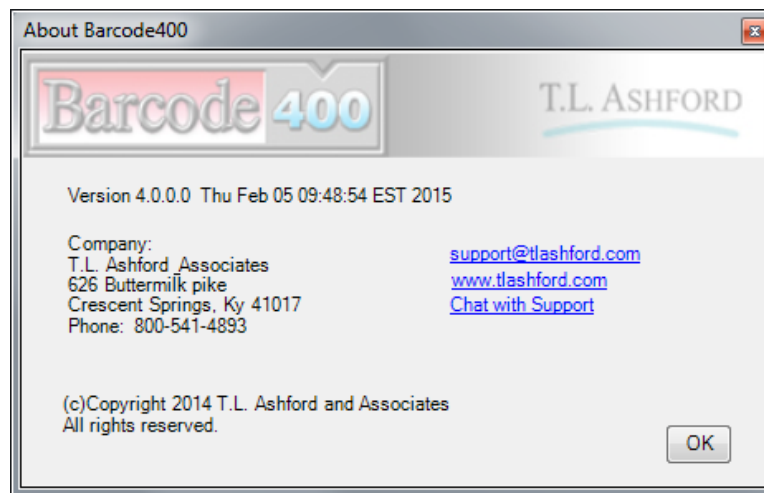 About Barcode400
Barcode 400
T.L. ASHFORD
Version 4.0.0.0 Thu Feb 05 09:48:54 EST 2015
Company:
T.L. Ashford Associates
626 Buttermilk pike
Crescent Springs, Ky 41017
Phone: 800-541-4893
support@tlashford.com
www.tlashford.com
Chat with Support
(c)Copyright 2014 T.L. Ashford and Associates
All rights reserved.
OK